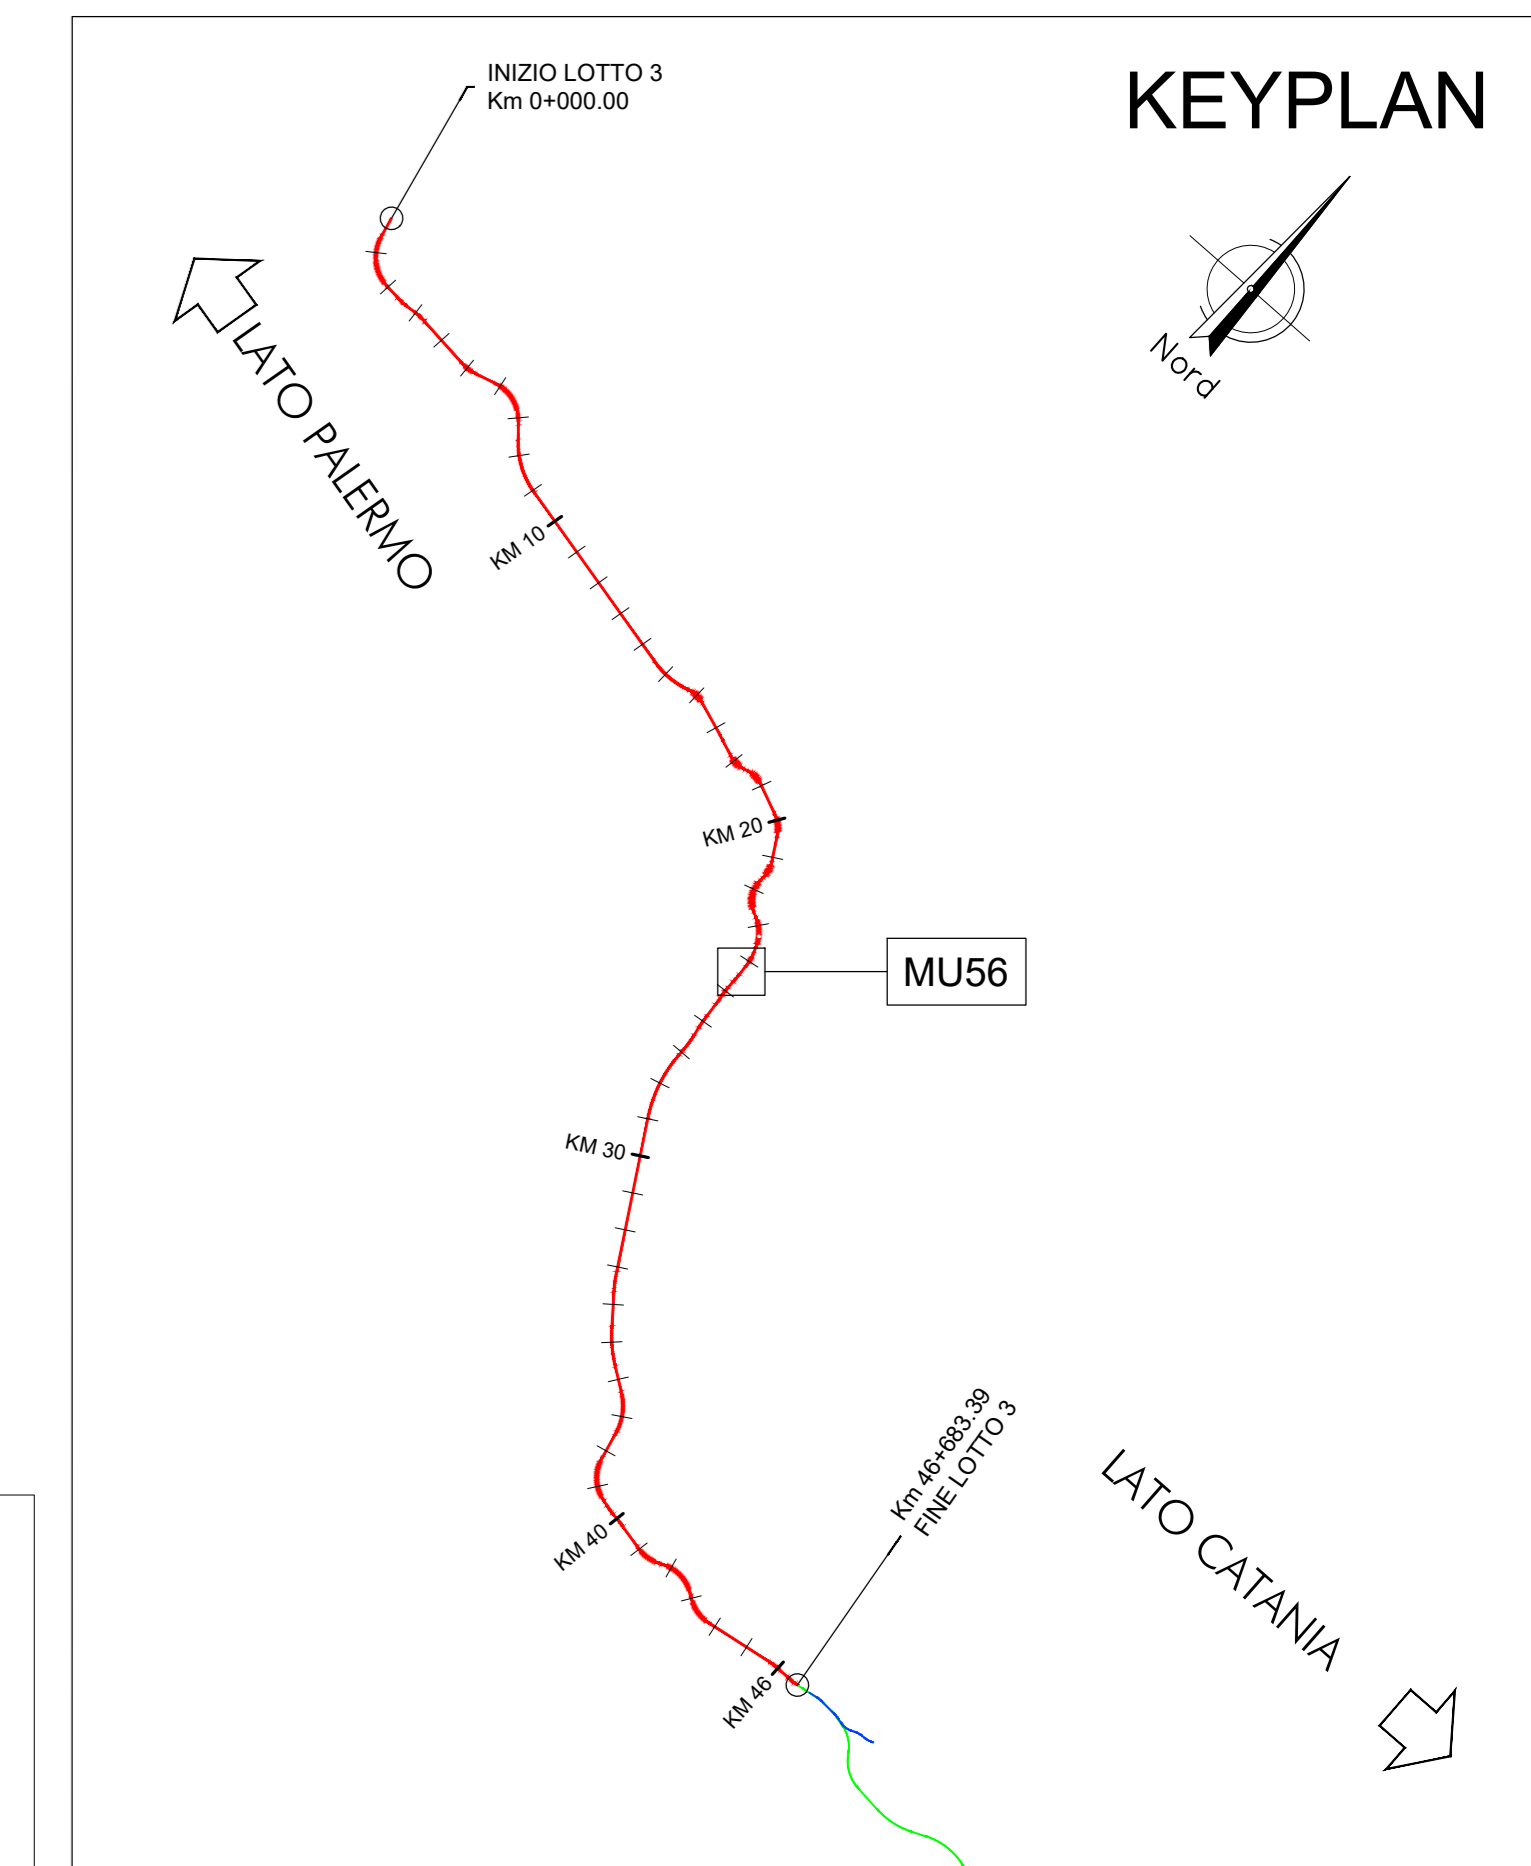 INIZIO LOTTO 3
Km 0+000.00
KEYPLAN
Nord
LATO PALERMO
KM 10
KM 20
MU56
KM 30
Km 46+683.39
FINE LOTTO 3
LATO CATANIA
KM 40
KM 46